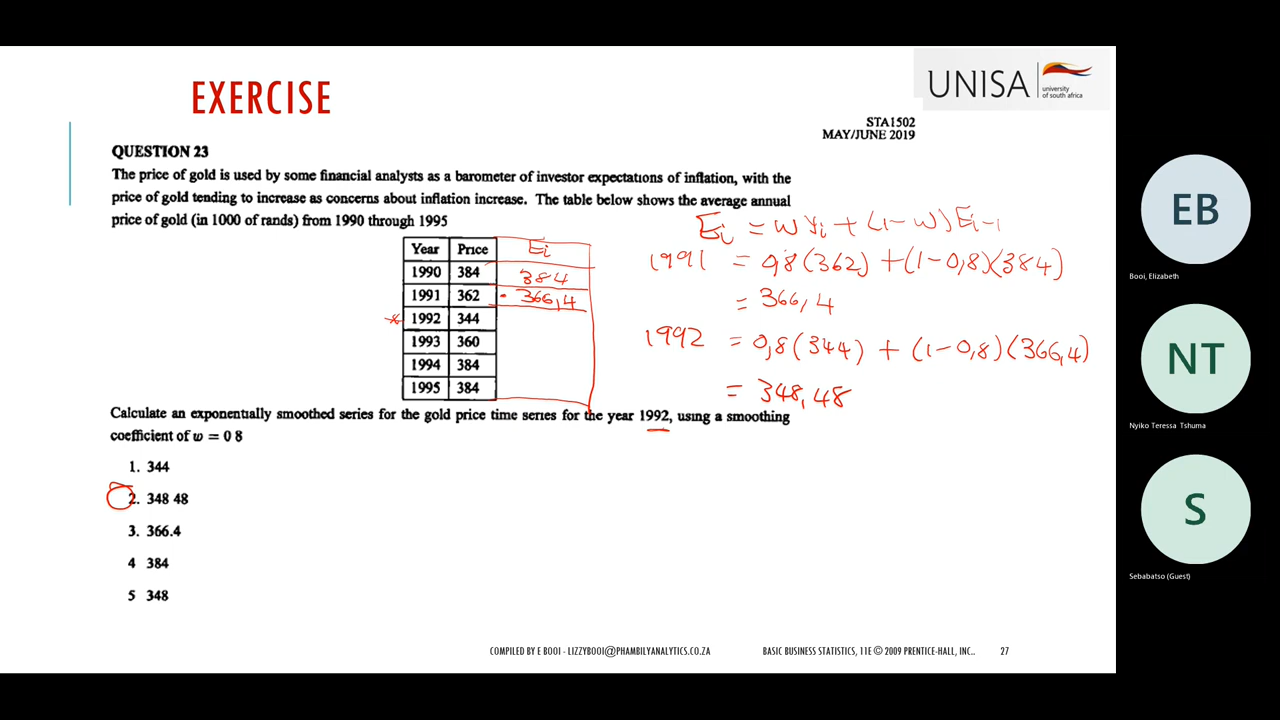 EXERCISE
UNISA
university
of south africa
STA1502
MAY/JUNE 2019
QUESTION 23
The price of gold is used by some financial analysts as a barometer of investor expectations of inflation, with the
price of gold tending to increase as concerns about inflation increase. The table below shows the average annual
price of gold (in 1000 of rands) from 1990 through 1995
Year Price Ei
1990 384 384
1991 362 366,4
1992 344
1993 360
1994 384
1995 384
Ei = wYi + (1-w)Ei-1
1991 = 0,8(362) + (1-0,8)(384)
= 366,4
1992 = 0,8(344) + (1-0,8)(366,4)
= 348,48
Calculate an exponentially smoothed series for the gold price time series for the year 1992, using a smoothing
coefficient of w = 0 8
1. 344
2. 348 48
3. 366.4
4 384
5 348
COMPILED BY E BOOI - LIZZYBOOI@PHAMBILYANALYTICS.CO.ZA
BASIC BUSINESS STATISTICS, 11E © 2009 PRENTICE-HALL, INC..
27
EB
Booi, Elizabeth
NT
Nyiko Teressa Tshuma
S
Sebabatso (Guest)